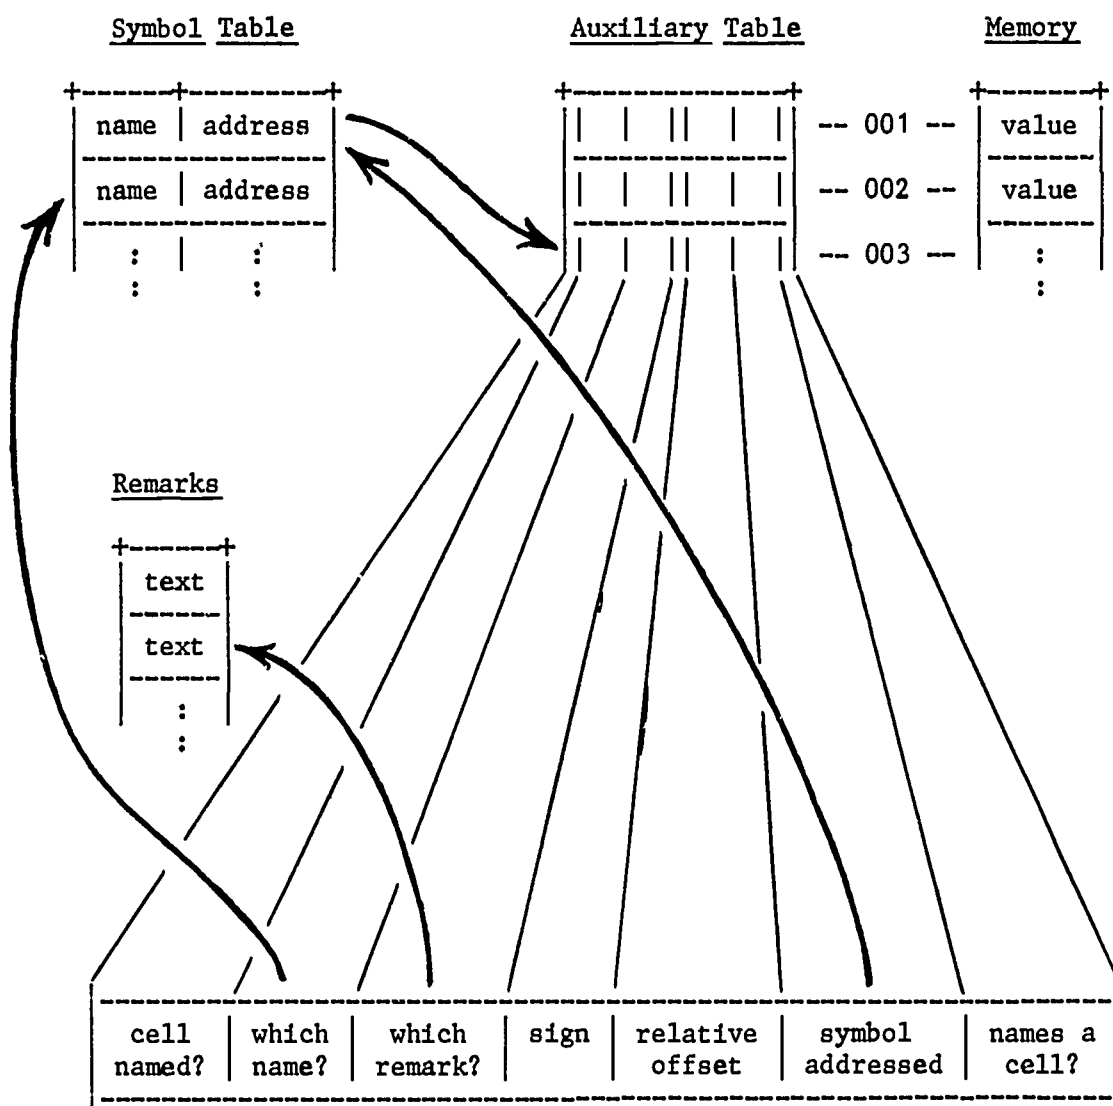 Symbol Table Auxiliary Table Memory
name | address -- 001 -- value
name | address -- 002 -- value
: : -- 003 -- :
: : :
Remarks
text
text
:
:
cell | which | which | sign | relative | symbol | names a
named? | name? | remark? | | offset | addressed | cell?